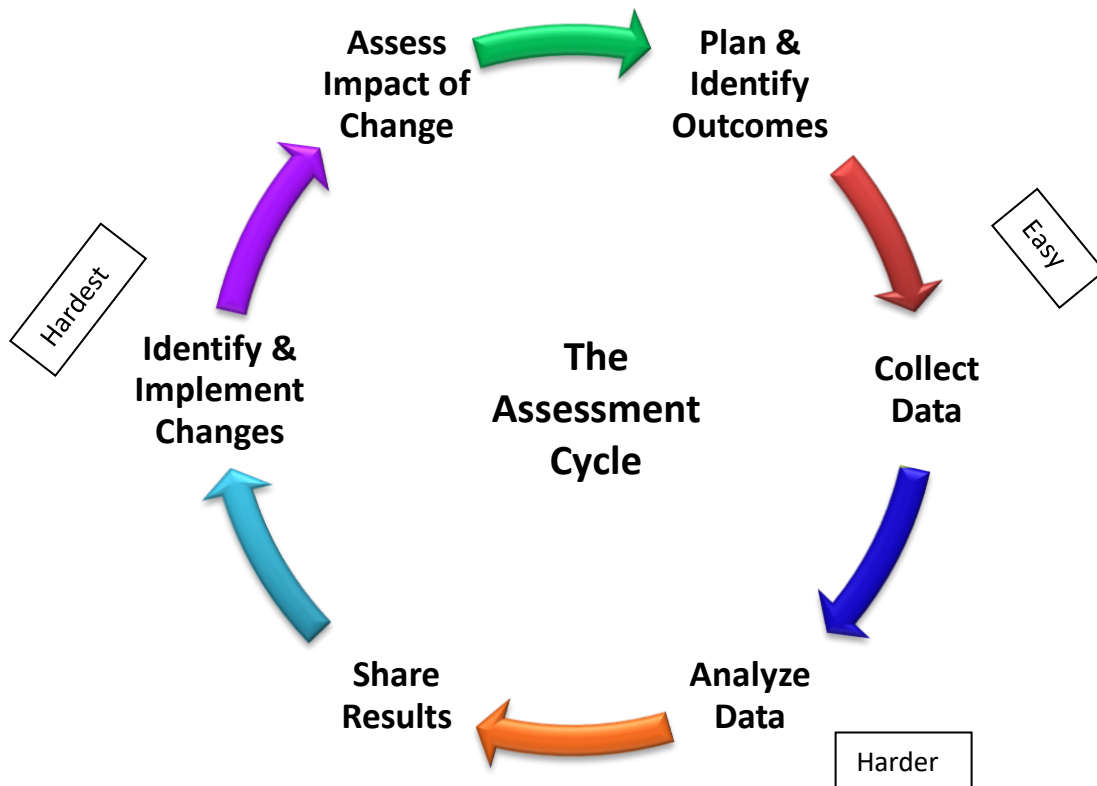 Assess
Impact of
Change
Plan &
Identify
Outcomes
Easy
Collect
Data
Harder
Analyze
Data
Share
Results
Hardest
Identify &
Implement
Changes
The
Assessment
Cycle